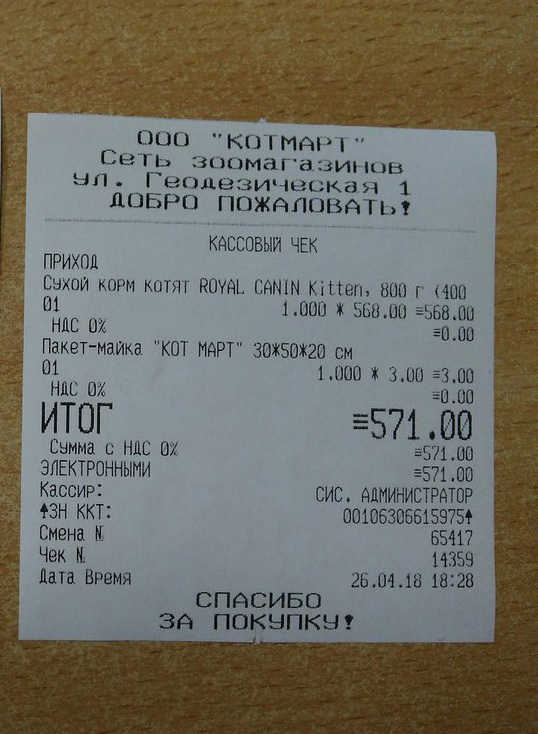 ООО "КОТМАРТ"
Сеть зоомагазинов
ул. Геодезическая 1
ДОБРО ПОЖАЛОВАТЬ!
КАССОВЫЙ ЧЕК
ПРИХОД
Сухой корм котят ROYAL CANIN Kitten, 800 г (400
01 1.000 * 568.00 ≡568.00
НДС 0% ≡0.00
Пакет-майка "КОТ МАРТ" 30*50*20 см
01 1.000 * 3.00 ≡3.00
НДС 0% ≡0.00
ИТОГ ≡571.00
Сумма с НДС 0% ≡571.00
ЭЛЕКТРОННЫМИ ≡571.00
Кассир: СИС. АДМИНИСТРАТОР
↟ЗН ККТ: 00106306615975↟
Смена № 65417
Чек № 14359
Дата Время 26.04.18 18:28
СПАСИБО
ЗА ПОКУПКУ!